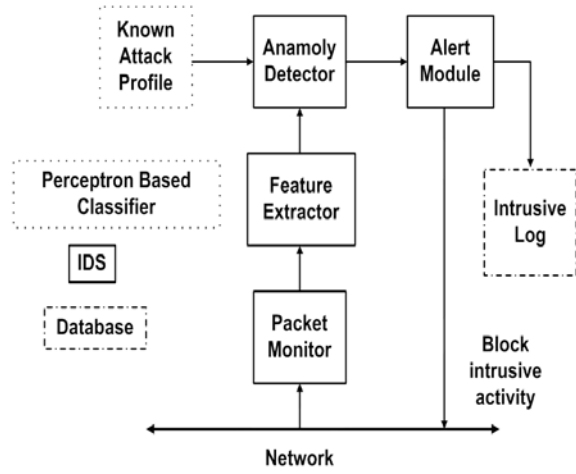 Known
Attack
Profile
Anamoly
Detector
Alert
Module
Perceptron Based
Classifier
Feature
Extractor
Intrusive
Log
IDS
Database
Packet
Monitor
Block
intrusive
activity
Network